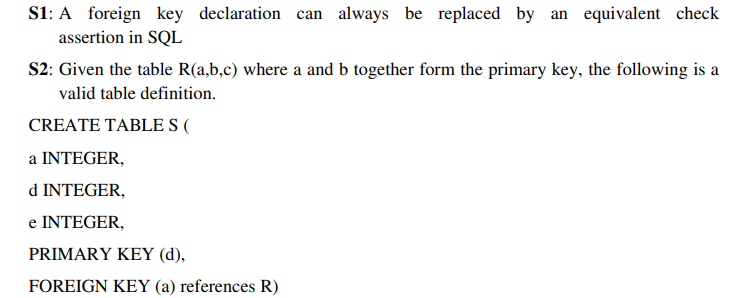 S1: A foreign key declaration can always be replaced by an equivalent check
assertion in SQL
S2: Given the table R(a,b,c) where a and b together form the primary key, the following is a
valid table definition.
CREATE TABLE S (
a INTEGER,
d INTEGER,
e INTEGER,
PRIMARY KEY (d),
FOREIGN KEY (a) references R)